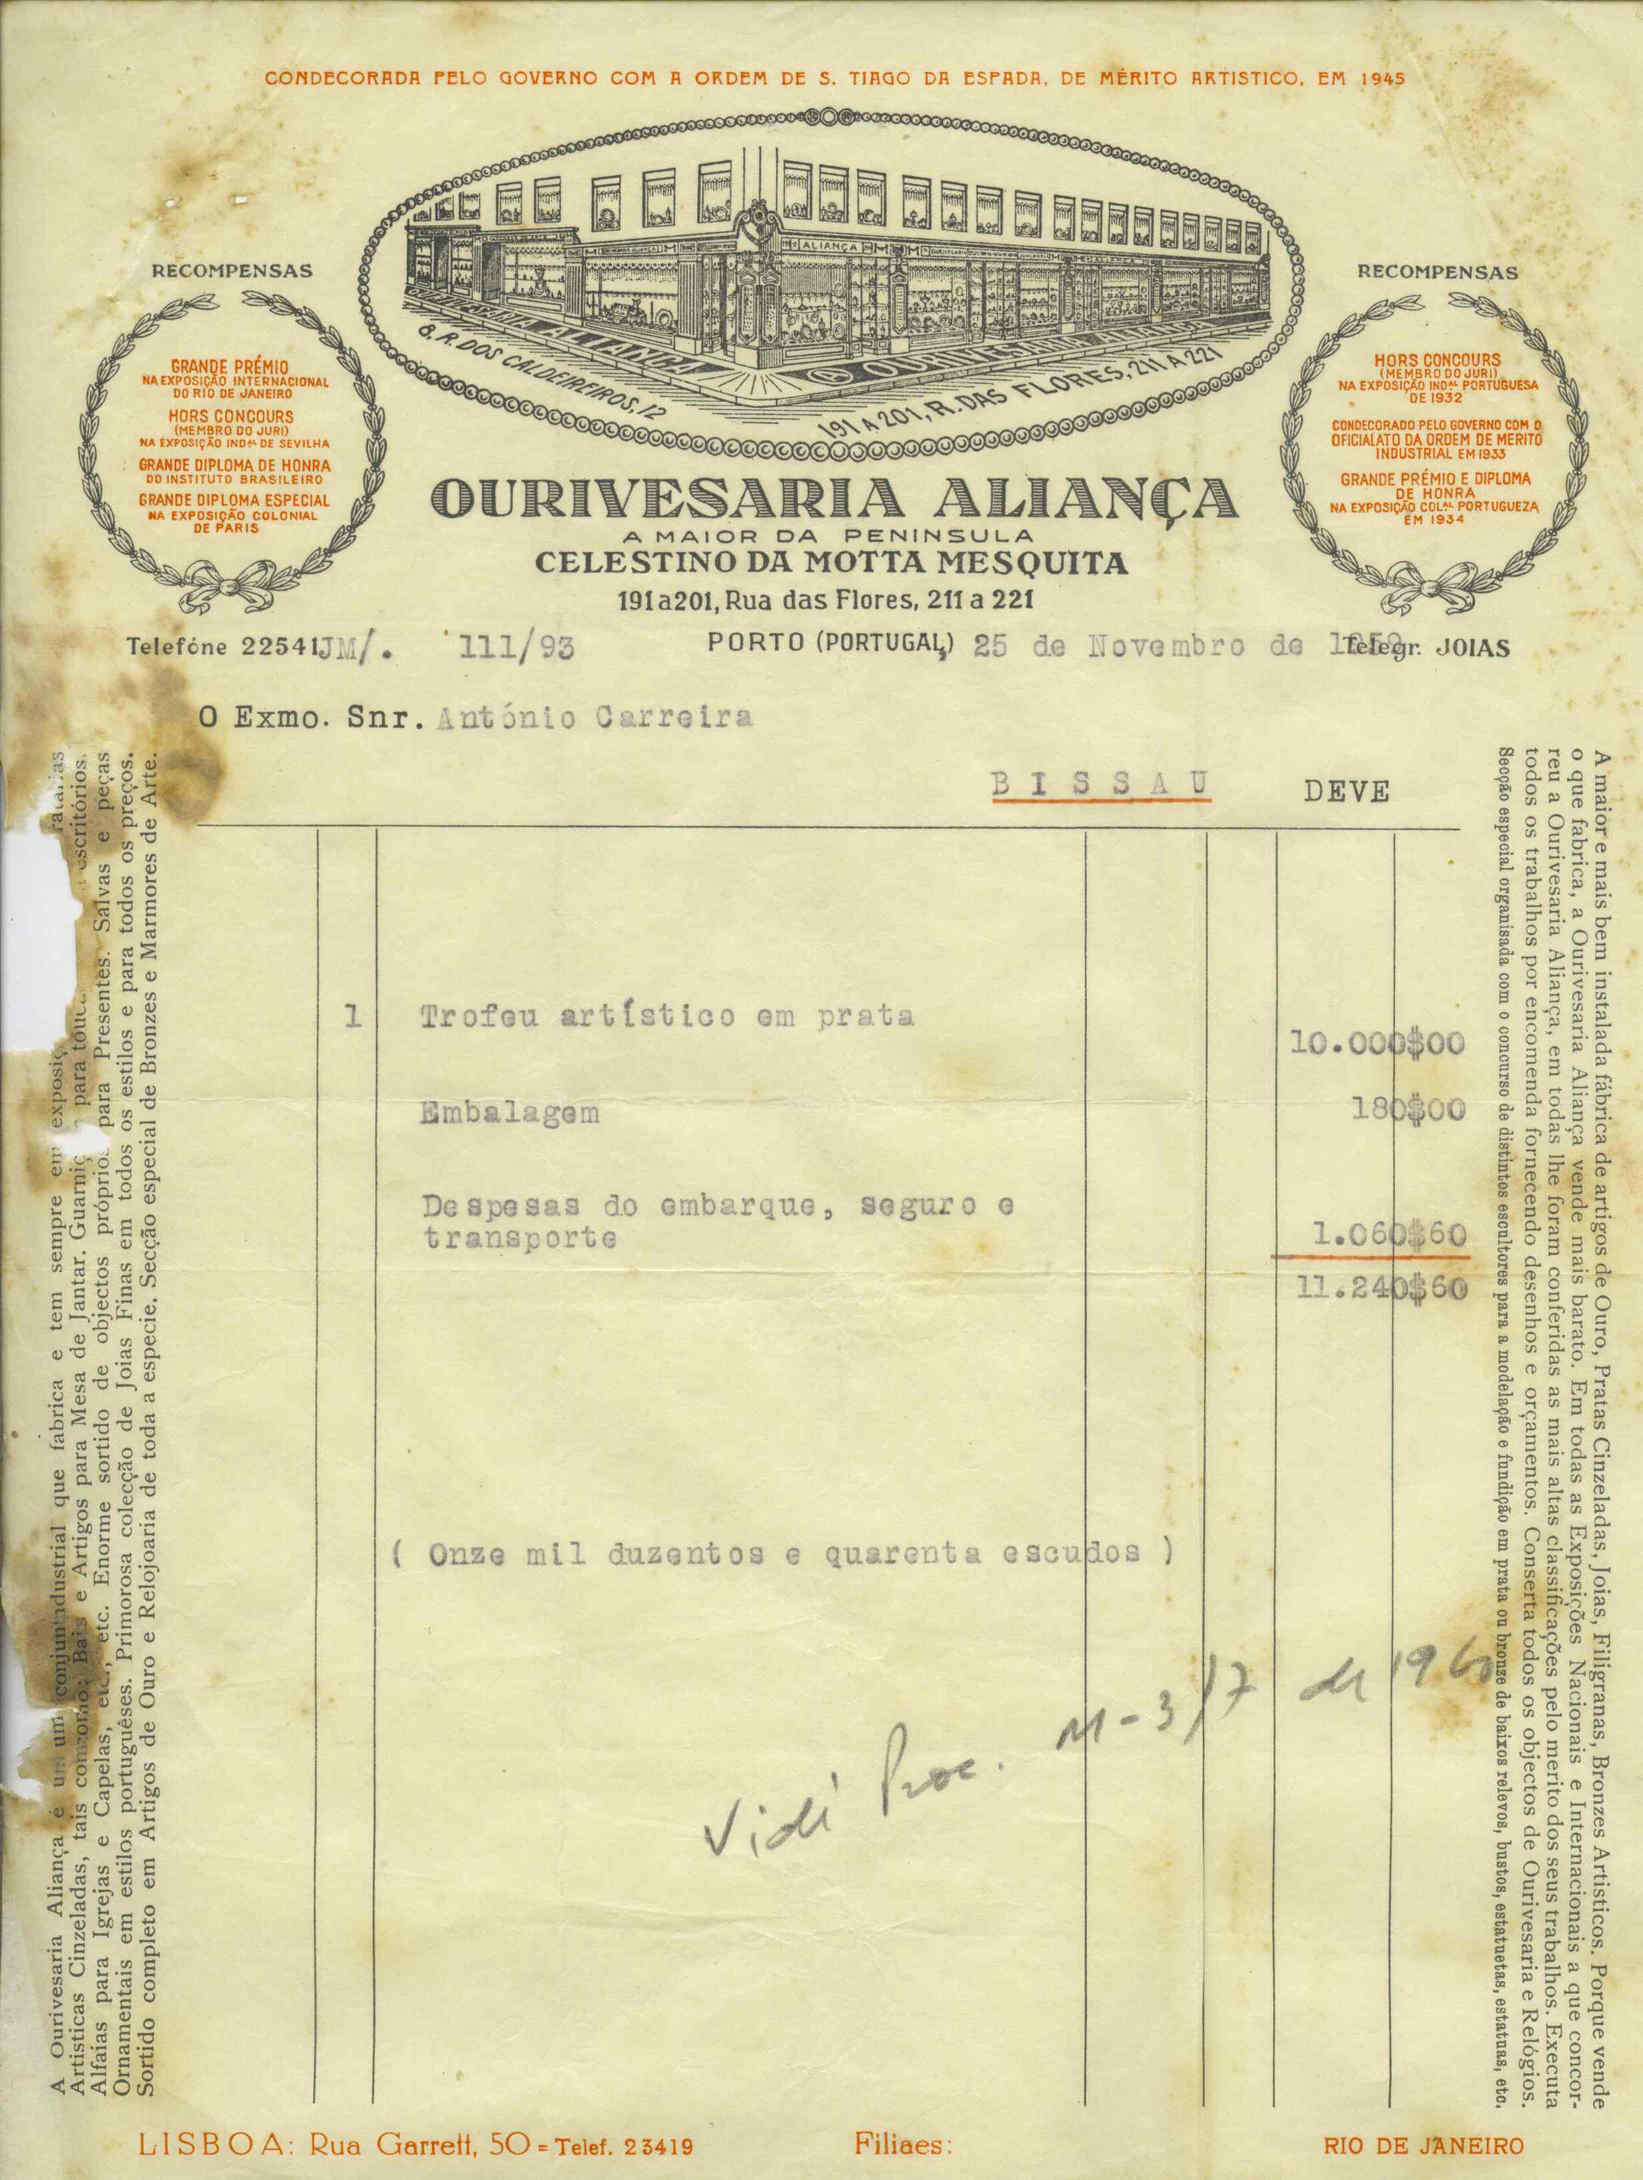 CONDECORADA PELO GOVERNO COM A ORDEM DE S. TIAGO DA ESPADA, DE MÉRITO ARTISTICO, EM 1945
ALIANÇA
OURIVESARIA ALIANÇA
8, R. DOS CALDEIREIROS, 12
191 A 201, R. DAS FLORES, 211 A 221
RECOMPENSAS
GRANDE PRÉMIO
NA EXPOSIÇÃO INTERNACIONAL
DO RIO DE JANEIRO
HORS CONCOURS
(MEMBRO DO JURI)
NA EXPOSIÇÃO INDAL DE SEVILHA
GRANDE DIPLOMA DE HONRA
DO INSTITUTO BRASILEIRO
GRANDE DIPLOMA ESPECIAL
NA EXPOSIÇÃO COLONIAL
DE PARIS
RECOMPENSAS
HORS CONCOURS
(MEMBRO DO JURI)
NA EXPOSIÇÃO INDAL PORTUGUESA
DE 1932
CONDECORADO PELO GOVERNO COM O
OFICIALATO DA ORDEM DE MERITO
INDUSTRIAL EM 1933
GRANDE PRÉMIO E DIPLOMA
DE HONRA
NA EXPOSIÇÃO COLAL PORTUGUEZA
EM 1934
OURIVESARIA ALIANÇA
A MAIOR DA PENINSULA
CELESTINO DA MOTTA MESQUITA
191 a 201, Rua das Flores, 211 a 221
Telefóne 22541 JM/. 111/93 PORTO (PORTUGAL,) 25 de Novembro de Telegr. JOIAS
O Exmo. Snr. António Carreira
BISSAU DEVE
1 Trofeu artístico em prata
10.000$00
Embalagem 180$00
Despesas do embarque, seguro e
transporte 1.060$60
11.240$60
( Onze mil duzentos e quarenta escudos )
Vidé Proc. M-3/7 de 1960
A Ourivesaria Aliança é um conjunto industrial que fabrica e tem sempre em
Artisticas Cinzeladas, tais como: Bais e Artigos para Mesa de Jantar. escritórios.
Alfaias para Igrejas e Capelas, etc., etc. Enorme sortido de objectos próprios para Presentes. Salvas e peças
Ornamentais em estilos portuguêses. Primorosa colecção de Joias Finas em todos os estilos e para todos os preços.
Sortido completo em Artigos de Ouro e Relojoaria de toda a especie. Secção especial de Bronzes e Marmores de Arte.
A maior e mais bem instalada fábrica de artigos de Ouro, Pratas Cinzeladas, Joias, Filigranas, Bronzes Artisticos. Porque vende
o que fabrica, a Ourivesaria Aliança vende mais barato. Em todas as Exposições Nacionais e Internacionais a que concor-
reu a Ourivesaria Aliança, em todas lhe foram conferidas as mais altas classificações pelo merito dos seus trabalhos. Executa
todos os trabalhos por encomenda fornecendo desenhos e orçamentos. Conserta todos os objectos de Ourivesaria e Relógios.
Secção especial organisada com o concurso de distintos escultores para a modelação e fundição em prata ou bronze de baixos relevos, bustos, estatuetas, estatuas, etc.
LISBOA: Rua Garrett, 50 = Telef. 23419 Filiaes: RIO DE JANEIRO